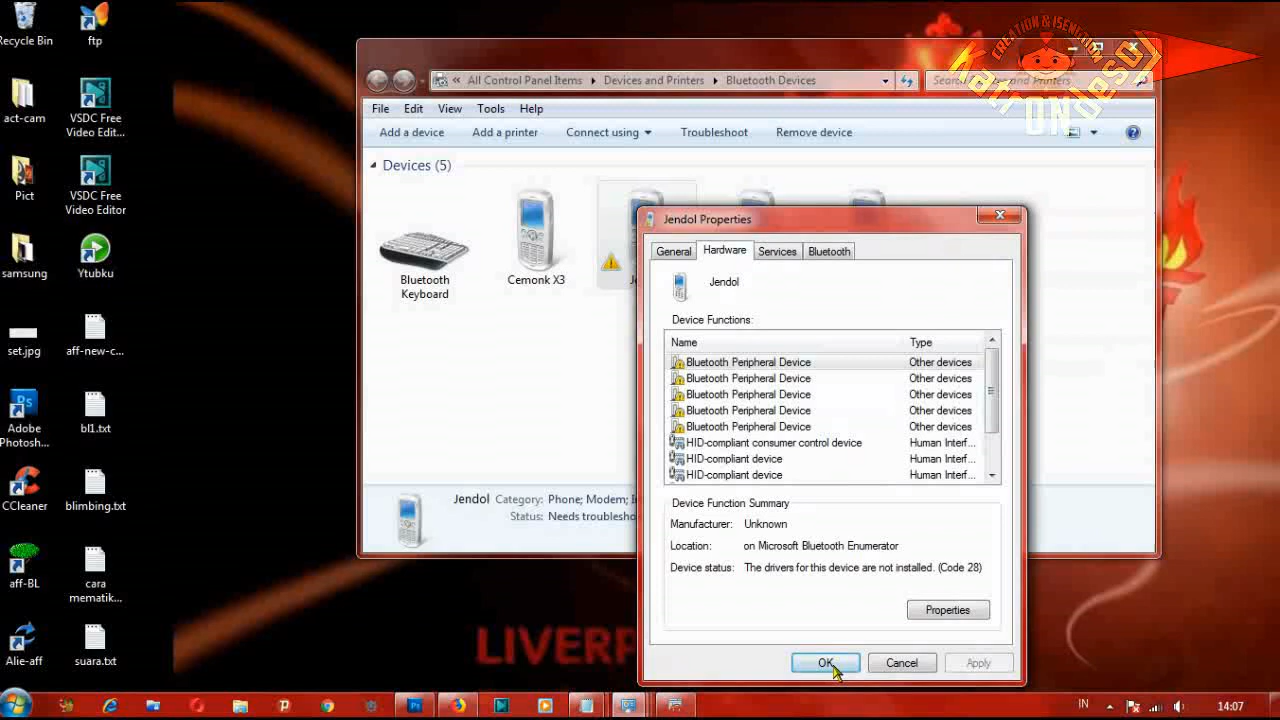 Recycle Bin
ftp
act-cam
VSDC Free
Video Edit...
Pict
VSDC Free
Video Editor
samsung
Ytubku
set.jpg
aff-new-c...
Adobe
Photosh...
bl1.txt
CCleaner
blimbing.txt
aff-BL
cara
mematik...
Alie-aff
suara.txt
CREATION & ISENGTION
KatrONdeson
All Control Panel Items
Devices and Printers
Bluetooth Devices
File Edit View Tools Help
Add a device Add a printer Connect using Troubleshoot Remove device
Devices (5)
Bluetooth
Keyboard
Cemonk X3
Jendol Properties
General Hardware Services Bluetooth
Jendol
Device Functions:
Name Type
Bluetooth Peripheral Device Other devices
Bluetooth Peripheral Device Other devices
Bluetooth Peripheral Device Other devices
Bluetooth Peripheral Device Other devices
Bluetooth Peripheral Device Other devices
HID-compliant consumer control device Human Interf...
HID-compliant device Human Interf...
HID-compliant device Human Interf...
Device Function Summary
Manufacturer: Unknown
Location: on Microsoft Bluetooth Enumerator
Device status: The drivers for this device are not installed. (Code 28)
Properties
OK Cancel Apply
Jendol Category: Phone; Modem;
Status: Needs troublesho
LIVERP
IN
14:07